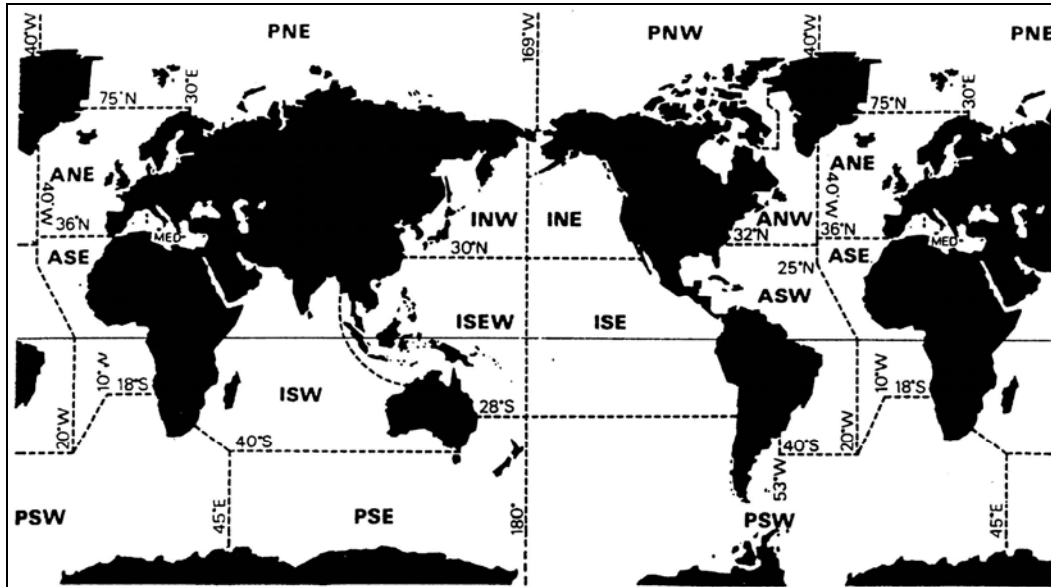 40°W
PNE
169°W
PNW
40°W
PNE
75°N
30°E
75°N
30°E
ANE
ANE
40°W
36°N
MED
INW
INE
ANW
40°W
36°N
MED
30°N
32°N
ASE
25°N
ASE
ASW
ISEW
ISE
10°W
18°S
ISW
10°W
18°S
28°S
20°W
40°S
40°S
20°W
53°W
45°E
PSW
PSE
180°
PSW
45°E